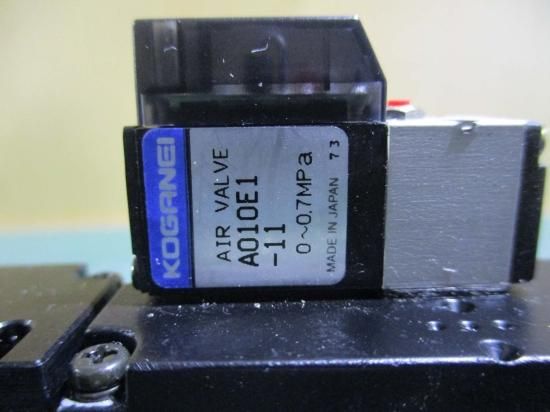 KOGANEI
AIR VALVE
A010E1
-11
0~0.7MPa
MADE IN JAPAN 73